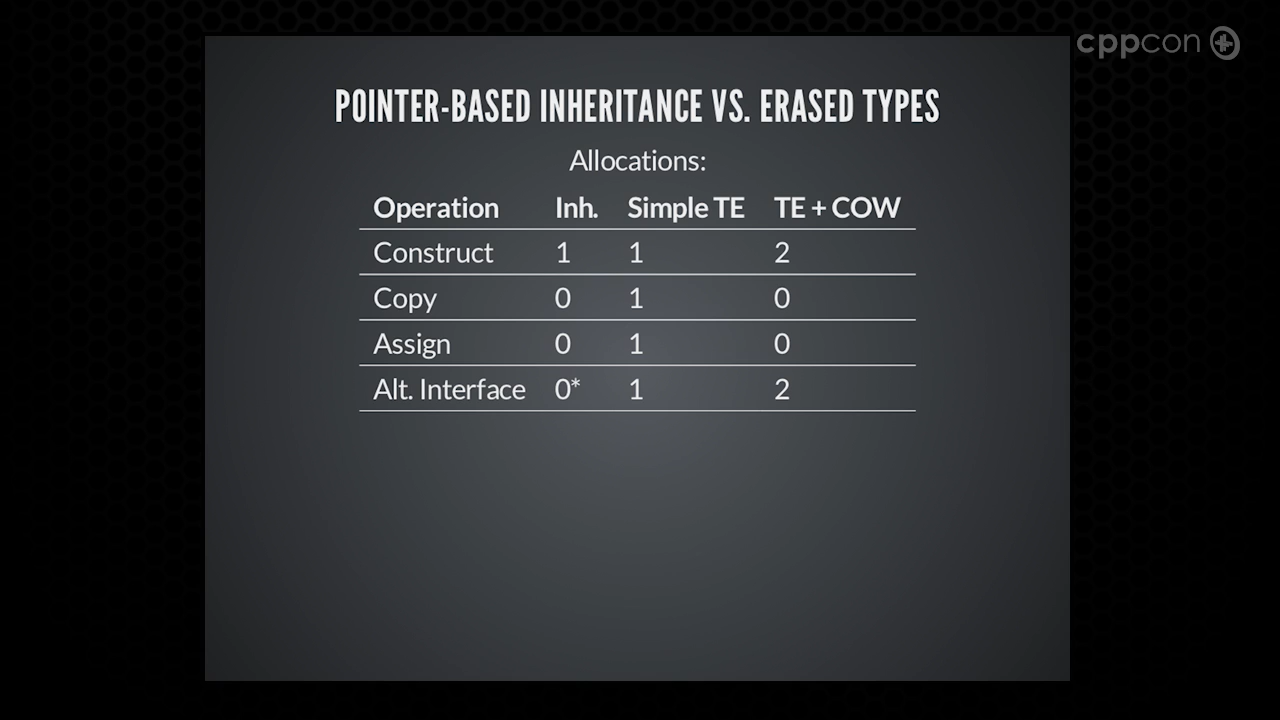 cppcon
POINTER-BASED INHERITANCE VS. ERASED TYPES
Allocations:
Operation Inh. Simple TE TE + COW
Construct 1 1 2
Copy 0 1 0
Assign 0 1 0
Alt. Interface 0* 1 2